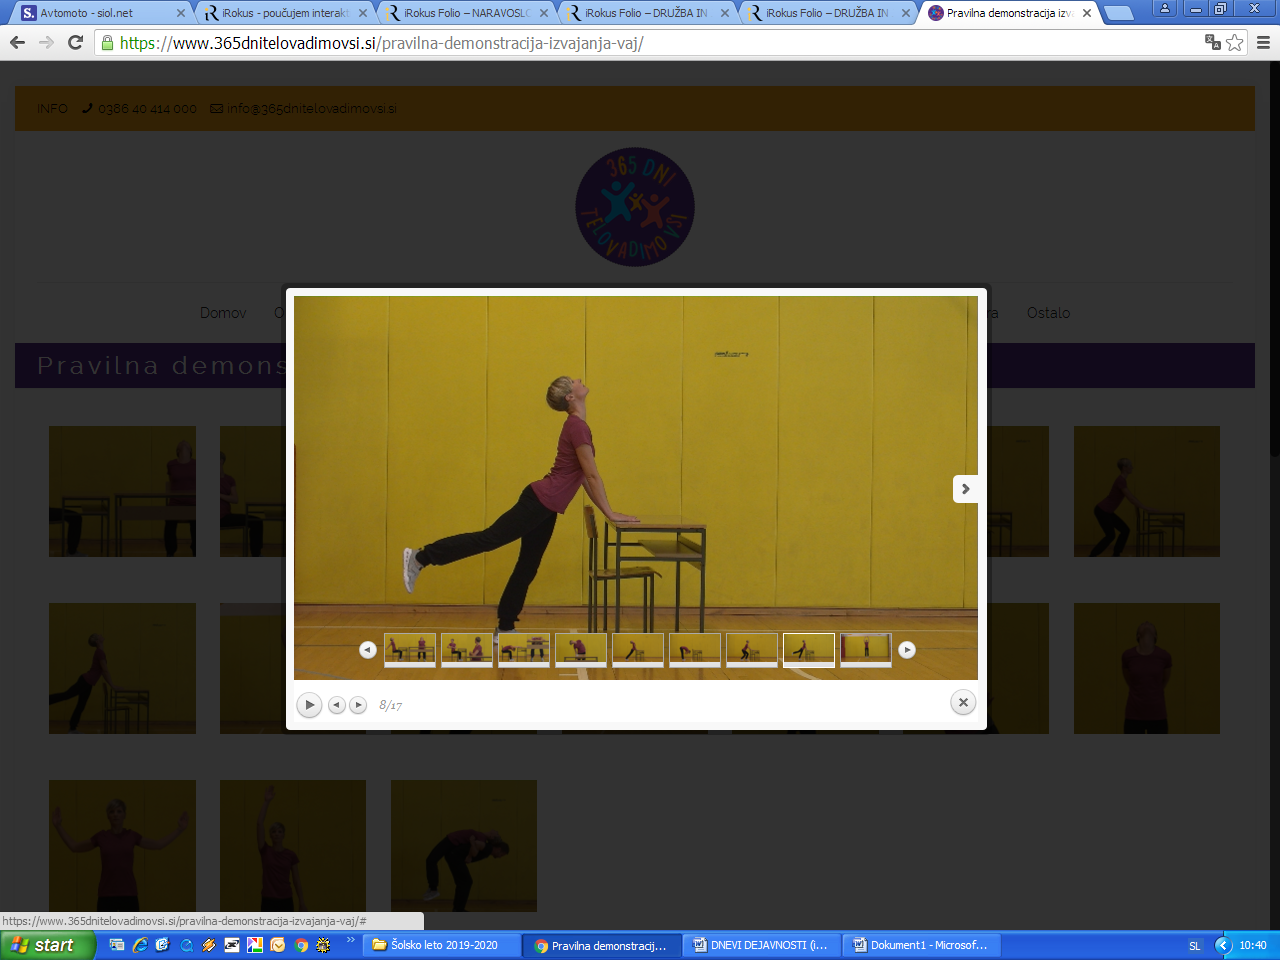 Avtomoto - siol.net
iRokus - poučujem interakt
iRokus Folio – NARAVOSLO
iRokus Folio – DRUŽBA IN
iRokus Folio – DRUŽBA IN
Pravilna demonstracija izva
https://www.365dnitelovadimovsi.si/pravilna-demonstracija-izvajanja-vaj/
INFO 0386 40 414 000 info@365dnitelovadimovsi.si
365 DNI
TELOVADIMO VSI
Domov
Ostalo
Pravilna demons
8/17
https://www.365dnitelovadimovsi.si/pravilna-demonstracija-izvajanja-vaj/#
start
Šolsko leto 2019-2020
Pravilna demonstracij...
DNEVI DEJAVNOSTI (i...
Dokument1 - Microsof...
SL
10:40